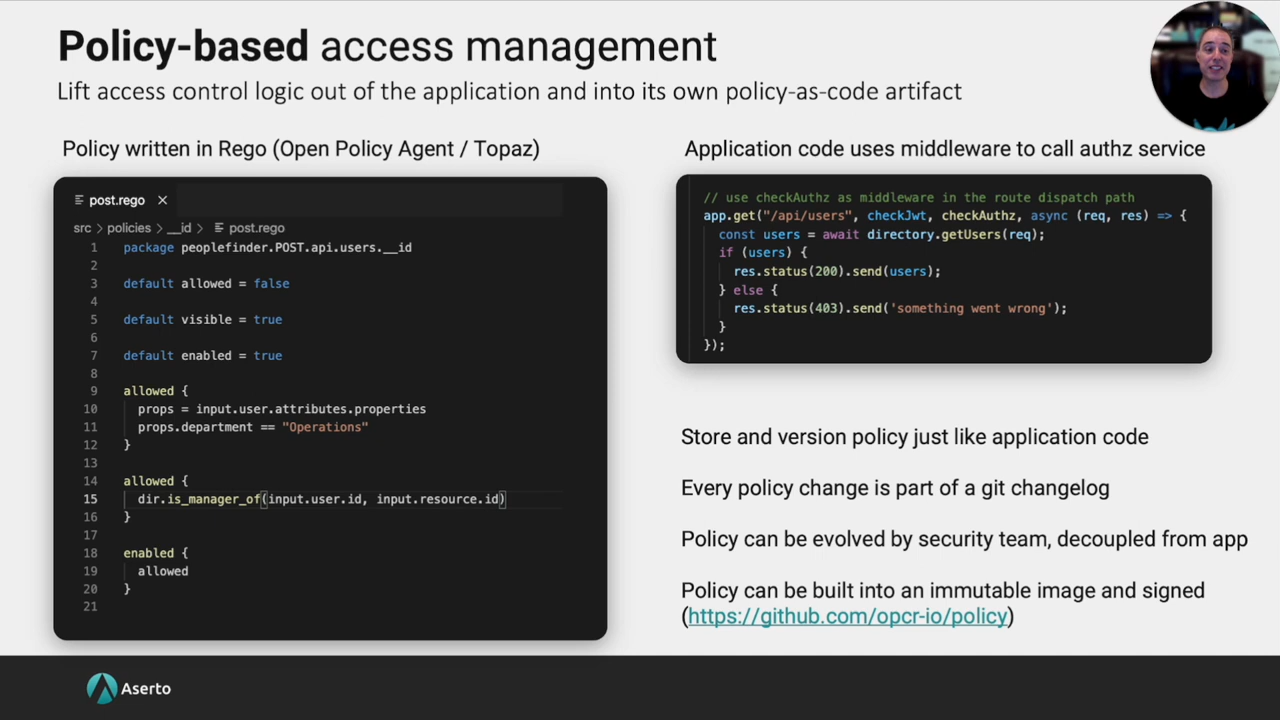 Policy-based access management
Lift access control logic out of the application and into its own policy-as-code artifact
Policy written in Rego (Open Policy Agent / Topaz)
post.rego ×
src > policies > __id > post.rego
1 package peoplefinder.POST.api.users.__id
2
3 default allowed = false
4
5 default visible = true
6
7 default enabled = true
8
9 allowed {
10 props = input.user.attributes.properties
11 props.department == "Operations"
12 }
13
14 allowed {
15 dir.is_manager_of(input.user.id, input.resource.id)
16 }
17
18 enabled {
19 allowed
20 }
21
Application code uses middleware to call authz service
// use checkAuthz as middleware in the route dispatch path
app.get("/api/users", checkJwt, checkAuthz, async (req, res) => {
const users = await directory.getUsers(req);
if (users) {
res.status(200).send(users);
} else {
res.status(403).send('something went wrong');
}
});
Store and version policy just like application code
Every policy change is part of a git changelog
Policy can be evolved by security team, decoupled from app
Policy can be built into an immutable image and signed
(https://github.com/opcr-io/policy)
Aserto